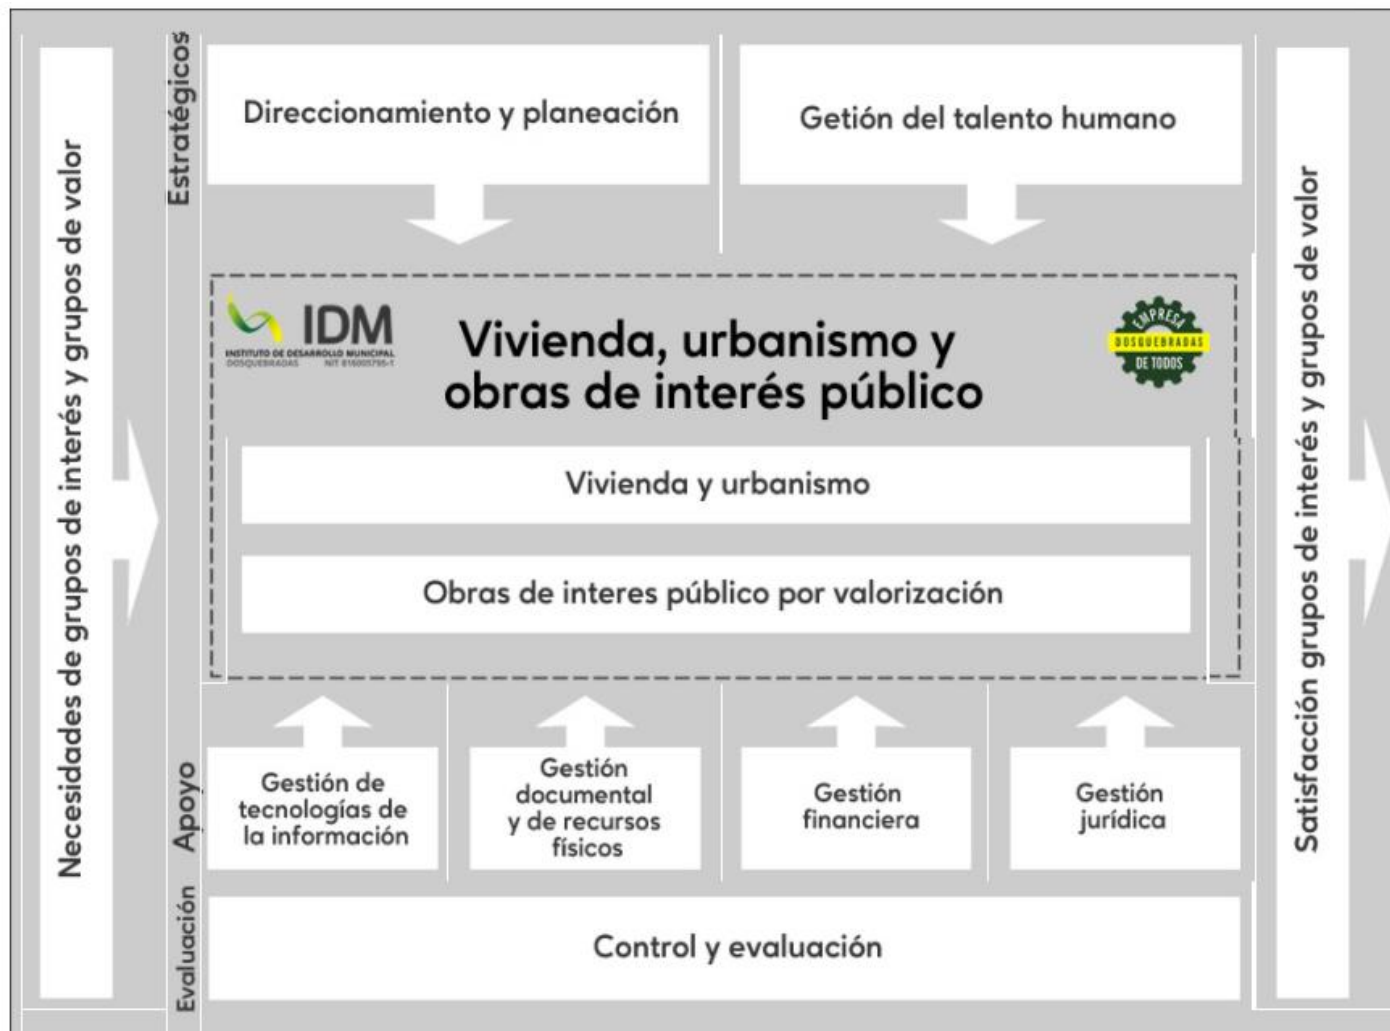 Necesidades de grupos de interés y grupos de valor
Estratégicos
Direccionamiento y planeación
Getión del talento humano
IDM
INSTITUTO DE DESARROLLO MUNICIPAL
DOSQUEBRADAS NIT 816005795-1
Vivienda, urbanismo y
obras de interés público
EMPRESA
DOSQUEBRADAS
DE TODOS
Vivienda y urbanismo
Obras de interes público por valorización
Apoyo
Gestión de
tecnologías de
la información
Gestión
documental
y de recursos
físicos
Gestión
financiera
Gestión
jurídica
Evaluación
Control y evaluación
Satisfacción grupos de interés y grupos de valor